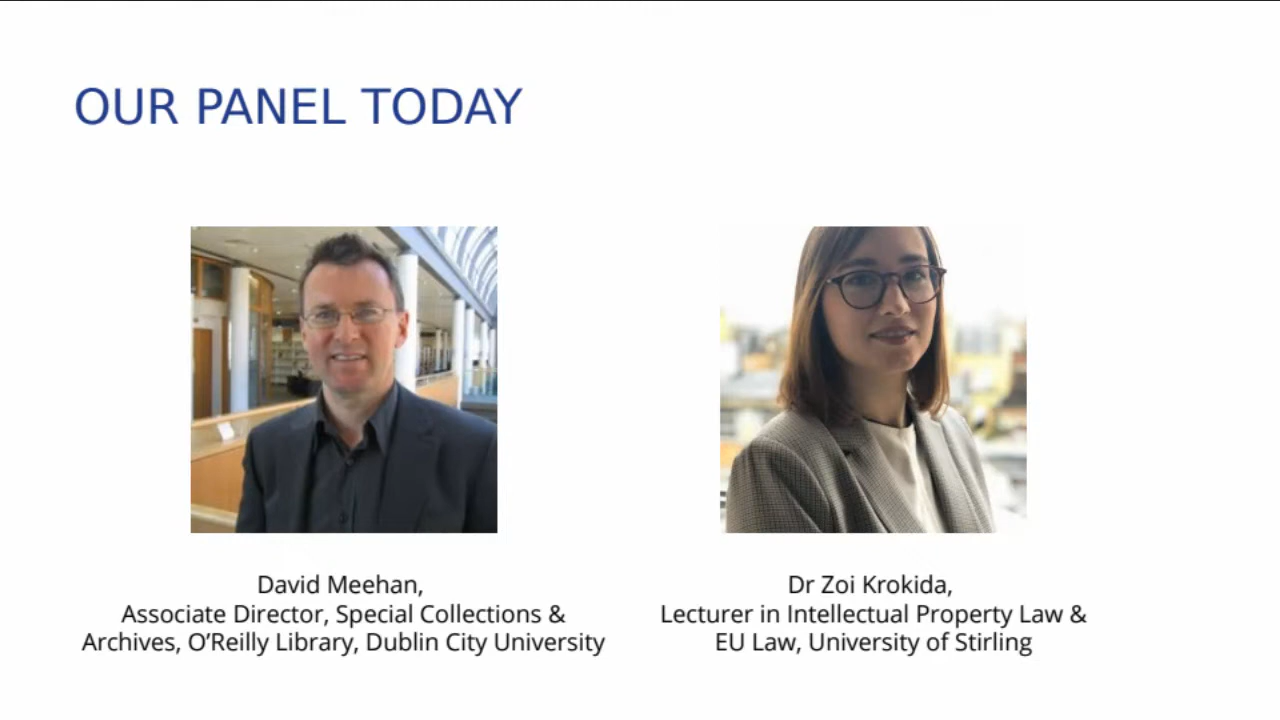 OUR PANEL TODAY
David Meehan,
Associate Director, Special Collections &
Archives, O’Reilly Library, Dublin City University
Dr Zoi Krokida,
Lecturer in Intellectual Property Law &
EU Law, University of Stirling